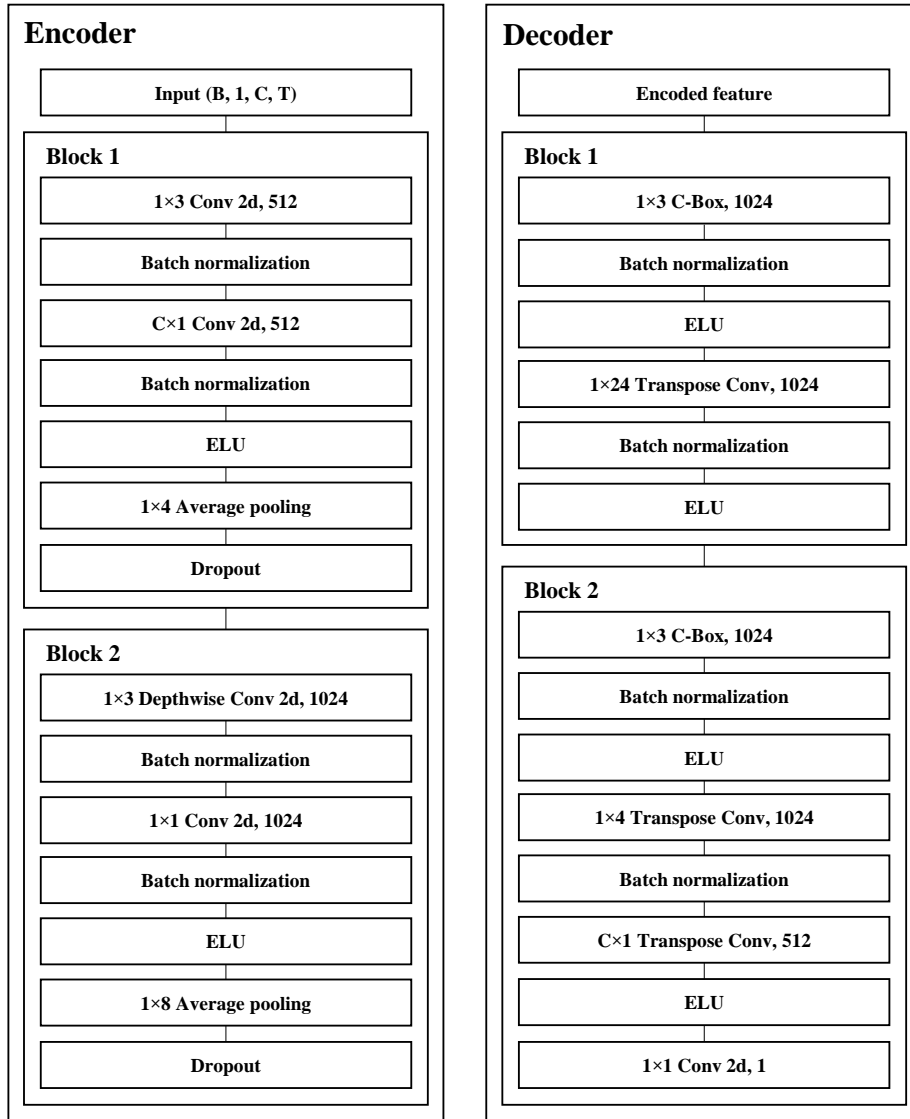 Encoder
Input (B, 1, C, T)
Block 1
1×3 Conv 2d, 512
Batch normalization
C×1 Conv 2d, 512
Batch normalization
ELU
1×4 Average pooling
Dropout
Block 2
1×3 Depthwise Conv 2d, 1024
Batch normalization
1×1 Conv 2d, 1024
Batch normalization
ELU
1×8 Average pooling
Dropout
Decoder
Encoded feature
Block 1
1×3 C-Box, 1024
Batch normalization
ELU
1×24 Transpose Conv, 1024
Batch normalization
ELU
Block 2
1×3 C-Box, 1024
Batch normalization
ELU
1×4 Transpose Conv, 1024
Batch normalization
C×1 Transpose Conv, 512
ELU
1×1 Conv 2d, 1